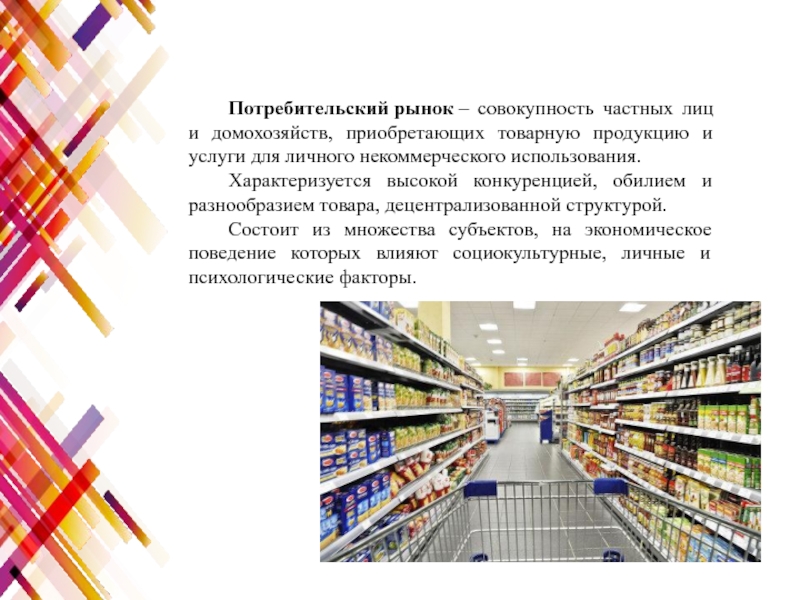 Потребительский рынок – совокупность частных лиц
и домохозяйств, приобретающих товарную продукцию и
услуги для личного некоммерческого использования.
Характеризуется высокой конкуренцией, обилием и
разнообразием товара, децентрализованной структурой.
Состоит из множества субъектов, на экономическое
поведение которых влияют социокультурные, личные и
психологические факторы.